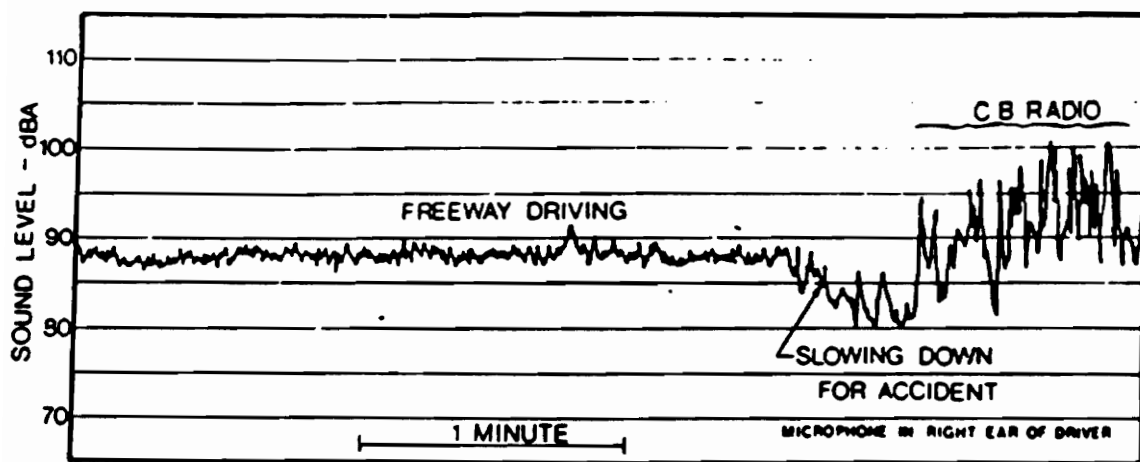 SOUND LEVEL - dBA
110
100
90
80
70
C B RADIO
FREEWAY DRIVING
SLOWING DOWN
FOR ACCIDENT
1 MINUTE
MICROPHONE IN RIGHT EAR OF DRIVER